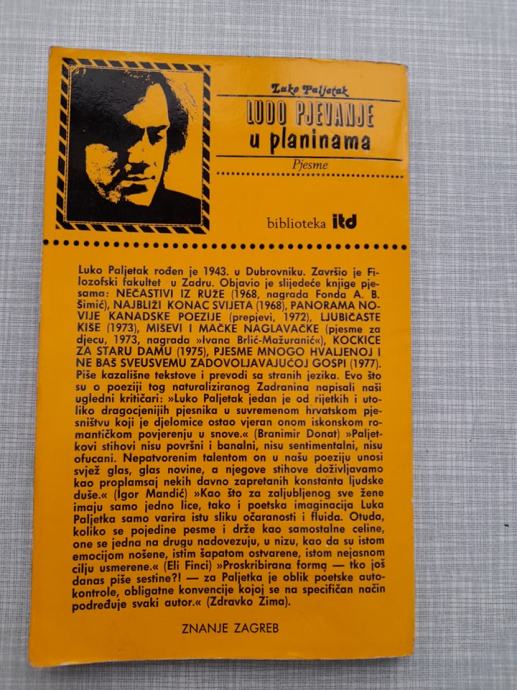 Luko Paljetak
LUDO PJEVANJE
u planinama
Pjesme
biblioteka itd
Luko Paljetak rođen je 1943. u Dubrovniku. Završio je Fi-
lozofski fakultet u Zadru. Objavio je slijedeće knjige pje-
sama: NEČASTIVI IZ RUŽE (1968, nagrada Fonda A. B.
Šimić), NAJBLIŽI KONAC SVIJETA (1968), PANORAMA NO-
VIJE KANADSKE POEZIJE (prepjevi, 1972), LJUBIČASTE
KIŠE (1973), MIŠEVI I MAČKE NAGLAVAČKE (pjesme za
djecu, 1973, nagrada »Ivana Brlić-Mažuranić«), KOCKICE
ZA STARU DAMU (1975), PJESME MNOGO HVALJENOJ I
NE BAŠ SVEUSVEMU ZADOVOLJAVAJUĆOJ GOSPI (1977).
Piše kazališne tekstove i prevodi sa stranih jezika. Evo što
su o poeziji tog naturaliziranog Zadranina napisali naši
ugledni kritičari: »Luko Paljetak jedan je od rijetkih i uto-
liko dragocjenijih pjesnika u suvremenom hrvatskom pje-
sništvu koji je djelomice ostao vjeran onom iskonskom ro-
mantičkom povjerenju u snove.« (Branimir Donat) »Paljet-
kovi stihovi nisu površni i banalni, nisu sentimentalni, nisu
ofucani. Nepatvorenim talentom on u našu poeziju unosi
svjež glas, glas novine, a njegove stihove doživljavamo
kao proplamsaj nekih davno zapretanih konstanta ljudske
duše.« (Igor Mandić) »Kao što za zaljubljenog sve žene
imaju samo jedno lice, tako i poetska imaginacija Luka
Paljetka samo varira istu sliku očaranosti i fluida. Otuda,
koliko se pojedine pesme i drže kao samostalne celine,
one se jedna na drugu nadovezuju, u nizu, kao da su istom
emocijom nošene, istim šapatom ostvarene, istom nejasnom
cilju usmerene.« (Eli Finci) »Proskribirana forma — tko još
danas piše sestine?! — za Paljetka je oblik poetske auto-
kontrole, obligatne konvencije kojoj se na specifičan način
podređuje svaki autor.« (Zdravko Zima).
ZNANJE ZAGREB